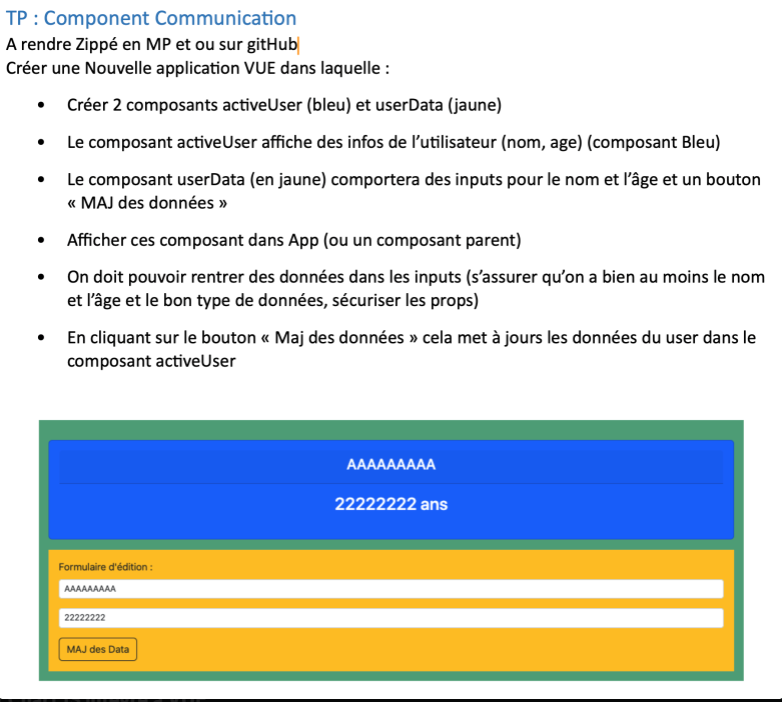 TP : Component Communication
A rendre Zippé en MP et ou sur gitHub
Créer une Nouvelle application VUE dans laquelle :
• Créer 2 composants activeUser (bleu) et userData (jaune)
• Le composant activeUser affiche des infos de l'utilisateur (nom, age) (composant Bleu)
• Le composant userData (en jaune) comportera des inputs pour le nom et l'âge et un bouton
« MAJ des données »
• Afficher ces composant dans App (ou un composant parent)
• On doit pouvoir rentrer des données dans les inputs (s'assurer qu'on a bien au moins le nom
et l'âge et le bon type de données, sécuriser les props)
• En cliquant sur le bouton « Maj des données » cela met à jours les données du user dans le
composant activeUser
AAAAAAAAA
22222222 ans
Formulaire d'édition :
AAAAAAAAA
22222222
MAJ des Data